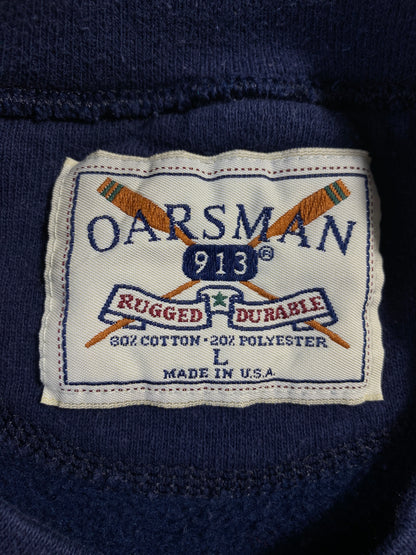 OARSMAN
913®
RUGGED ★ DURABLE
80% COTTON · 20% POLYESTER
L
MADE IN U.S.A.